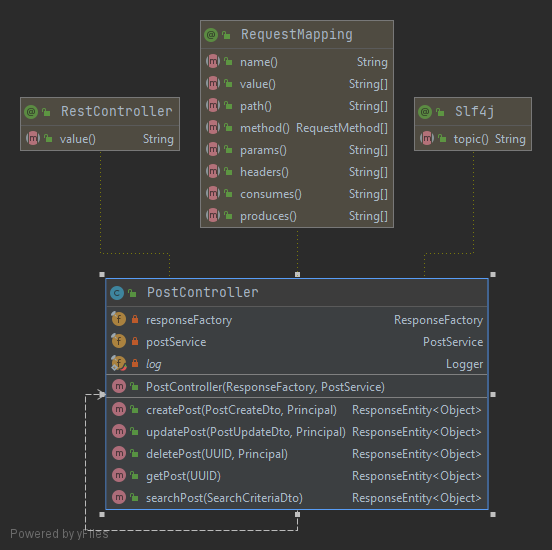 RequestMapping
name() String
value() String[]
path() String[]
method() RequestMethod[]
params() String[]
headers() String[]
consumes() String[]
produces() String[]
RestController
value() String
Slf4j
topic() String
PostController
responseFactory ResponseFactory
postService PostService
log Logger
PostController(ResponseFactory, PostService)
createPost(PostCreateDto, Principal) ResponseEntity<Object>
updatePost(PostUpdateDto, Principal) ResponseEntity<Object>
deletePost(UUID, Principal) ResponseEntity<Object>
getPost(UUID) ResponseEntity<Object>
searchPost(SearchCriteriaDto) ResponseEntity<Object>
Powered by yFiles